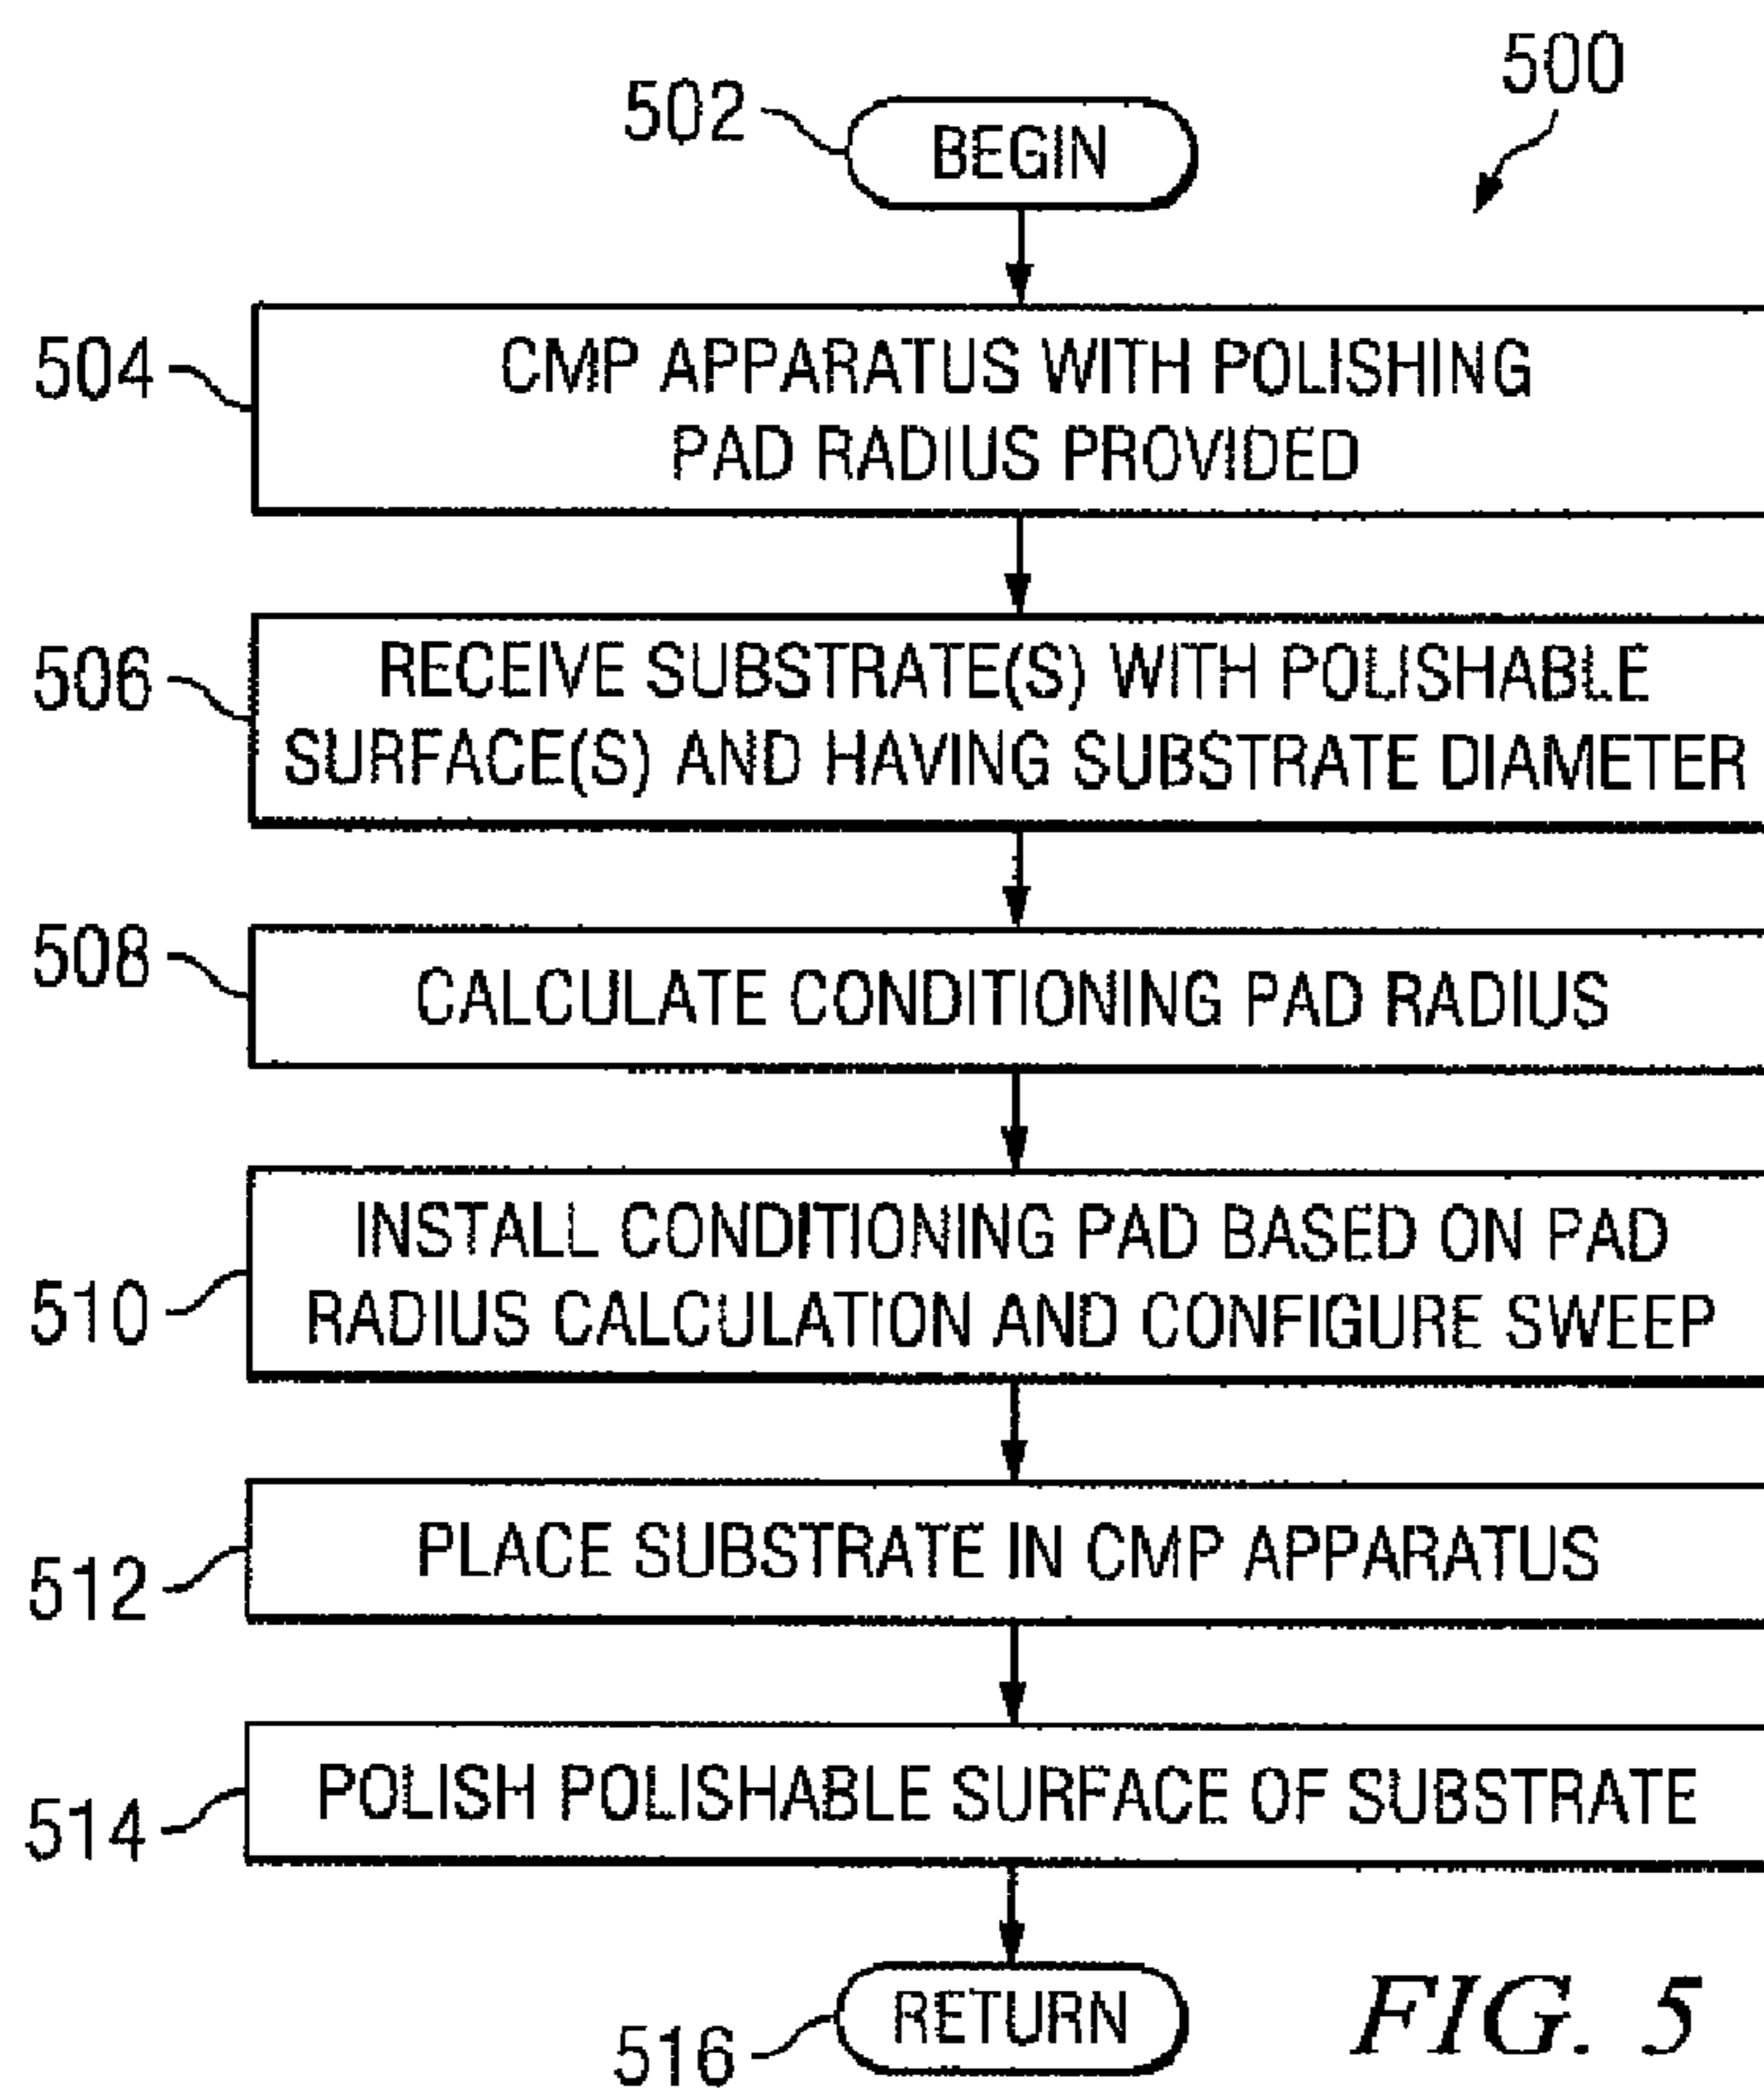 500
502
BEGIN
504
CMP APPARATUS WITH POLISHING
PAD RADIUS PROVIDED
506
RECEIVE SUBSTRATE(S) WITH POLISHABLE
SURFACE(S) AND HAVING SUBSTRATE DIAMETER
508
CALCULATE CONDITIONING PAD RADIUS
510
INSTALL CONDITIONING PAD BASED ON PAD
RADIUS CALCULATION AND CONFIGURE SWEEP
512
PLACE SUBSTRATE IN CMP APPARATUS
514
POLISH POLISHABLE SURFACE OF SUBSTRATE
516
RETURN
FIG. 5